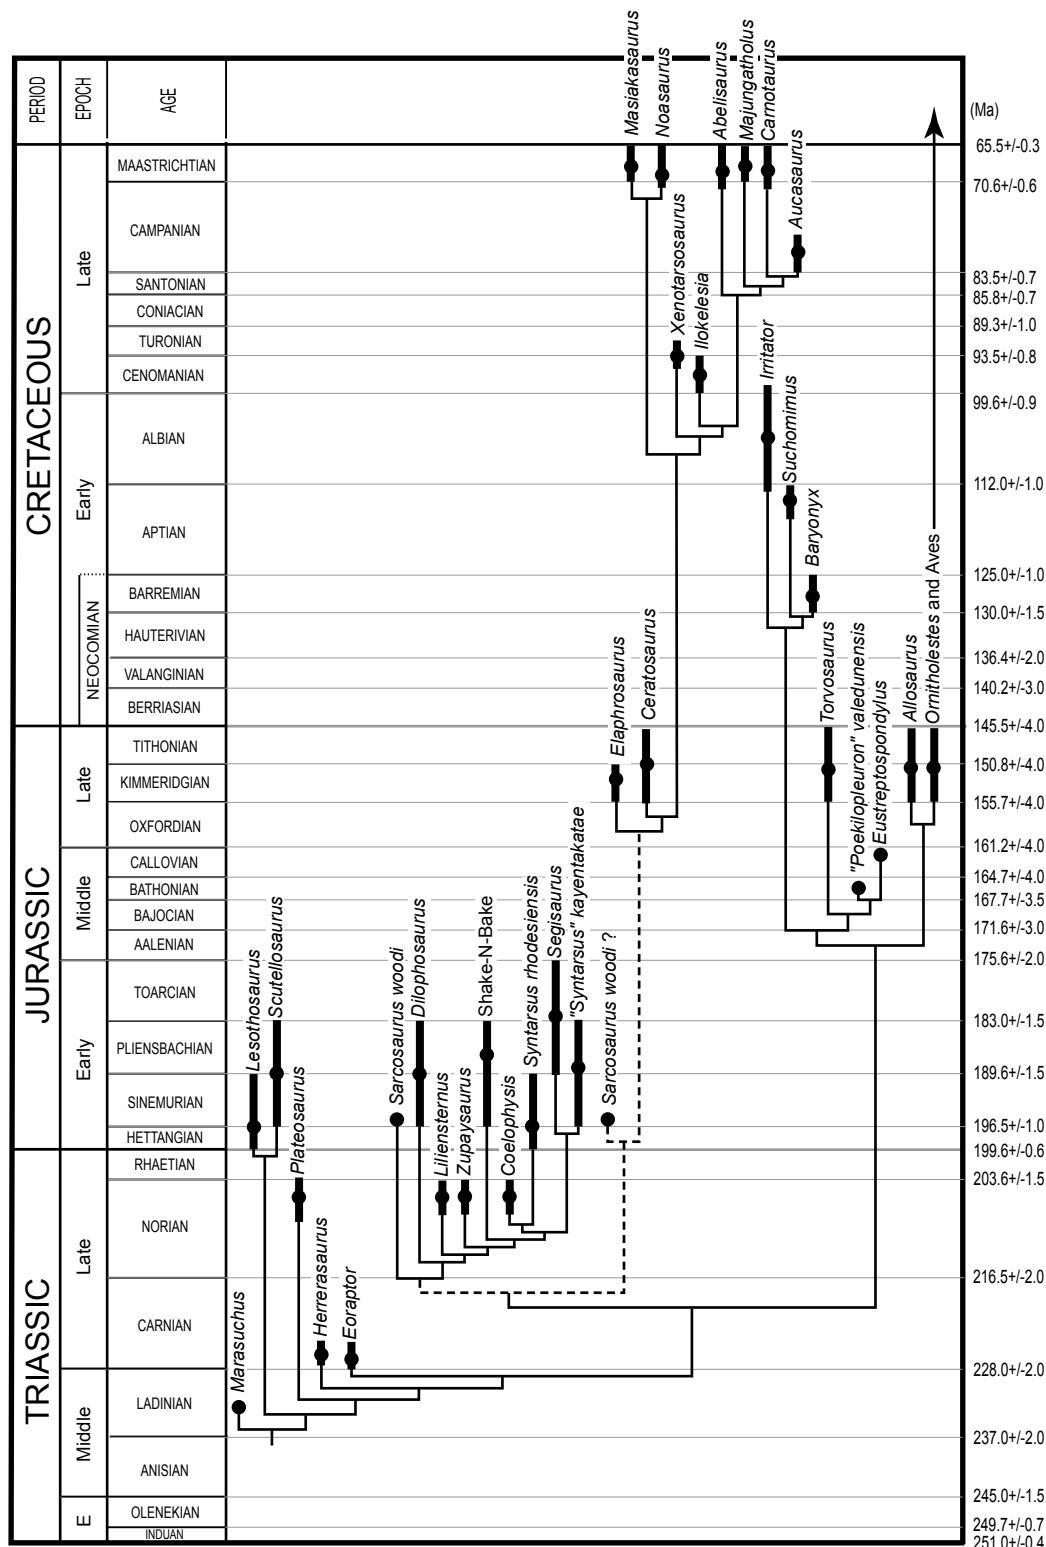 PERIOD
EPOCH
AGE
(Ma)
CRETACEOUS
JURASSIC
TRIASSIC
Late
Early
NEOCOMIAN
Late
Middle
Early
Late
Middle
E
MAASTRICHTIAN
CAMPANIAN
SANTONIAN
CONIACIAN
TURONIAN
CENOMANIAN
ALBIAN
APTIAN
BARREMIAN
HAUTERIVIAN
VALANGINIAN
BERRIASIAN
TITHONIAN
KIMMERIDGIAN
OXFORDIAN
CALLOVIAN
BATHONIAN
BAJOCIAN
AALENIAN
TOARCIAN
PLIENSBACHIAN
SINEMURIAN
HETTANGIAN
RHAETIAN
NORIAN
CARNIAN
LADINIAN
ANISIAN
OLENEKIAN
INDUAN
Marasuchus
Lesothosaurus
Scutellosaurus
Plateosaurus
Herrerasaurus
Eoraptor
Sarcosaurus woodi
Dilophosaurus
Liliensternus
Zupaysaurus
Shake-N-Bake
Coelophysis
Syntarsus rhodesiensis
Segisaurus
"Syntarsus" kayentakatae
Sarcosaurus woodi ?
Elaphrosaurus
Ceratosaurus
Masiakasaurus
Noasaurus
Xenotarsosaurus
Ilokelesia
Abelisaurus
Majungatholus
Carnotaurus
Aucasaurus
Irritator
Suchomimus
Baryonyx
Torvosaurus
"Poekilopleuron" valedunensis
Eustreptospondylus
Allosaurus
Ornitholestes and Aves
65.5+/-0.3
70.6+/-0.6
83.5+/-0.7
85.8+/-0.7
89.3+/-1.0
93.5+/-0.8
99.6+/-0.9
112.0+/-1.0
125.0+/-1.0
130.0+/-1.5
136.4+/-2.0
140.2+/-3.0
145.5+/-4.0
150.8+/-4.0
155.7+/-4.0
161.2+/-4.0
164.7+/-4.0
167.7+/-3.5
171.6+/-3.0
175.6+/-2.0
183.0+/-1.5
189.6+/-1.5
196.5+/-1.0
199.6+/-0.6
203.6+/-1.5
216.5+/-2.0
228.0+/-2.0
237.0+/-2.0
245.0+/-1.5
249.7+/-0.7
251.0+/-0.4